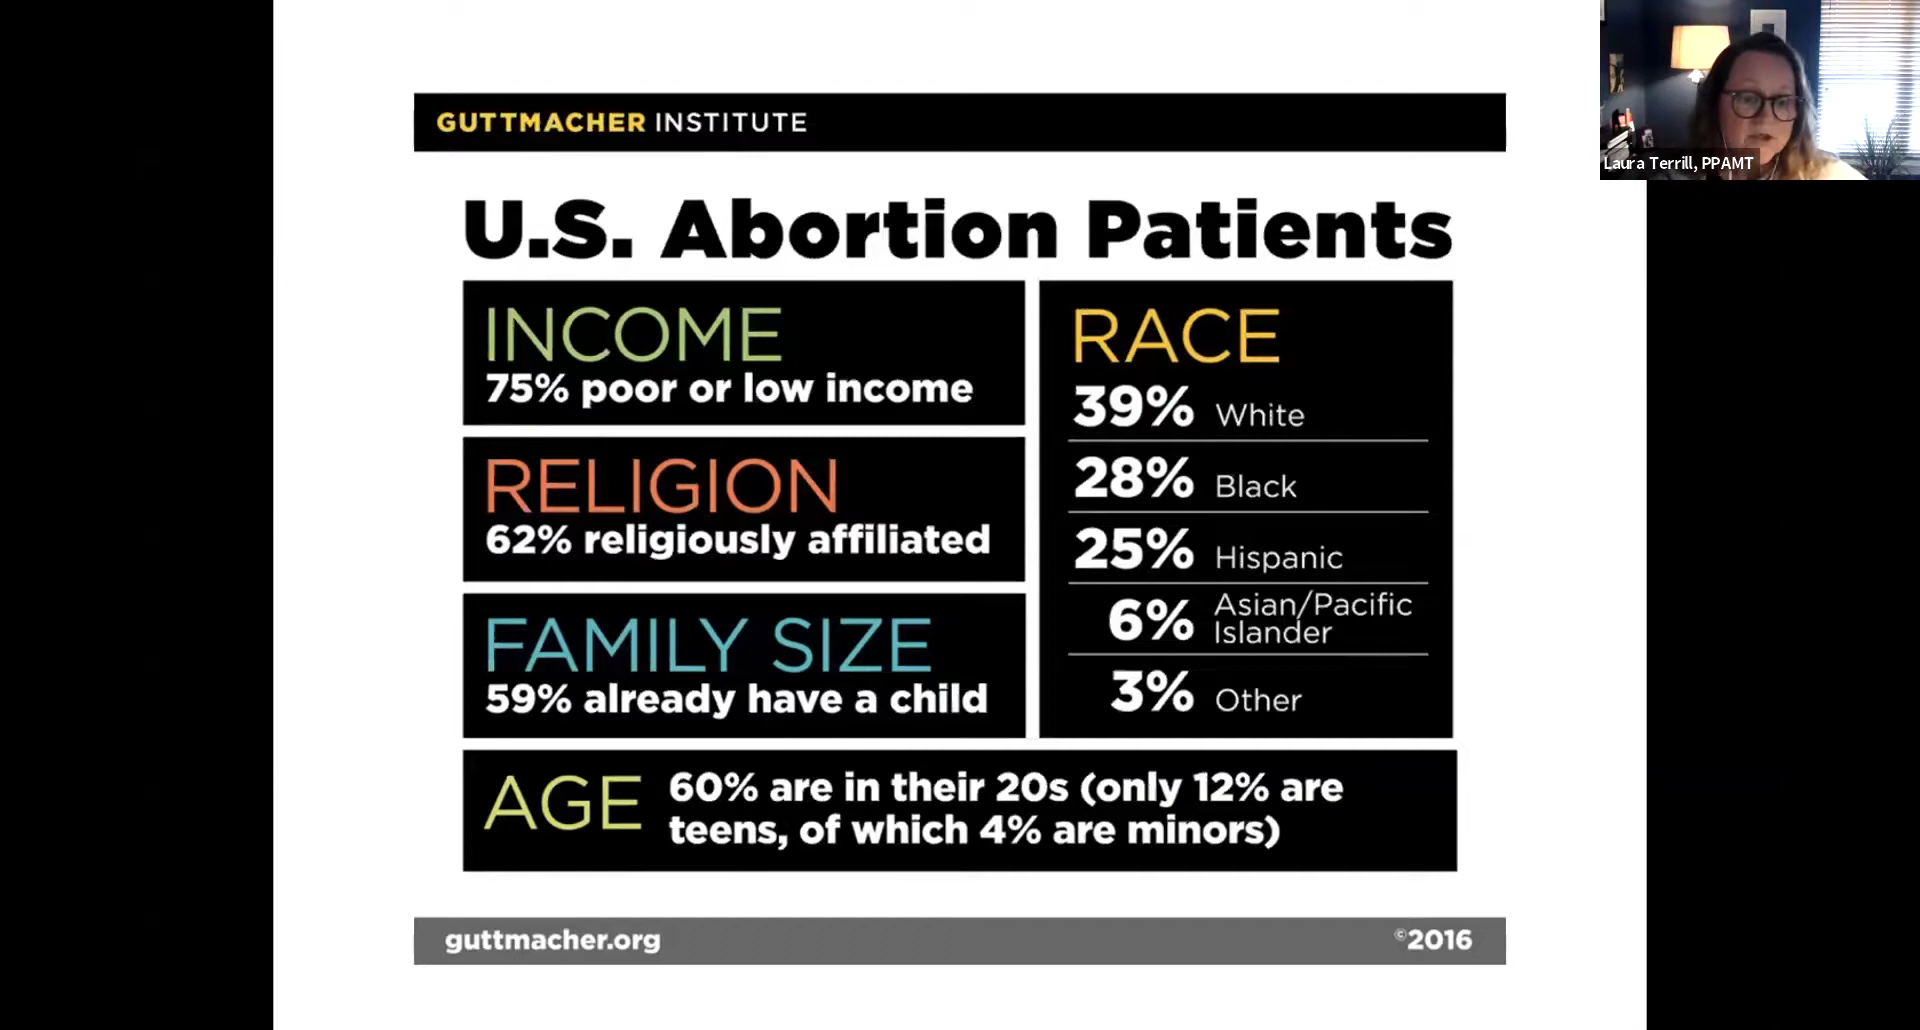 GUTTMACHER INSTITUTE
Laura Terrill, PPAMT
U.S. Abortion Patients
INCOME
75% poor or low income
RELIGION
62% religiously affiliated
FAMILY SIZE
59% already have a child
RACE
39% White
28% Black
25% Hispanic
6% Asian/Pacific
Islander
3% Other
AGE
60% are in their 20s (only 12% are
teens, of which 4% are minors)
guttmacher.org
©2016